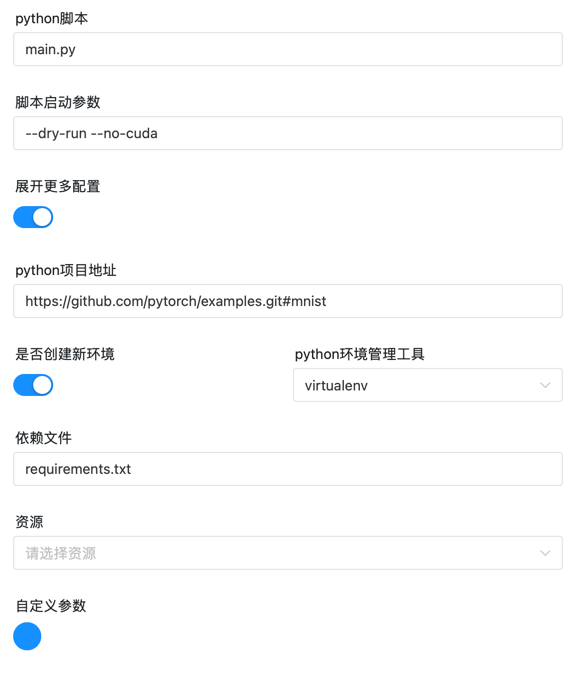 python脚本
main.py
脚本启动参数
--dry-run --no-cuda
展开更多配置
python项目地址
https://github.com/pytorch/examples.git#mnist
是否创建新环境
python环境管理工具
virtualenv
依赖文件
requirements.txt
资源
请选择资源
自定义参数